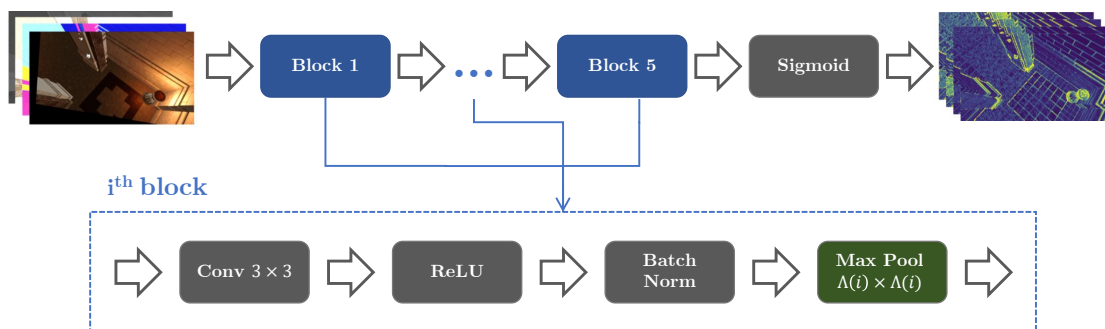 Block 1
...
Block 5
Sigmoid
iᵗʰ block
Conv 3 × 3
ReLU
Batch
Norm
Max Pool
Λ(i) × Λ(i)